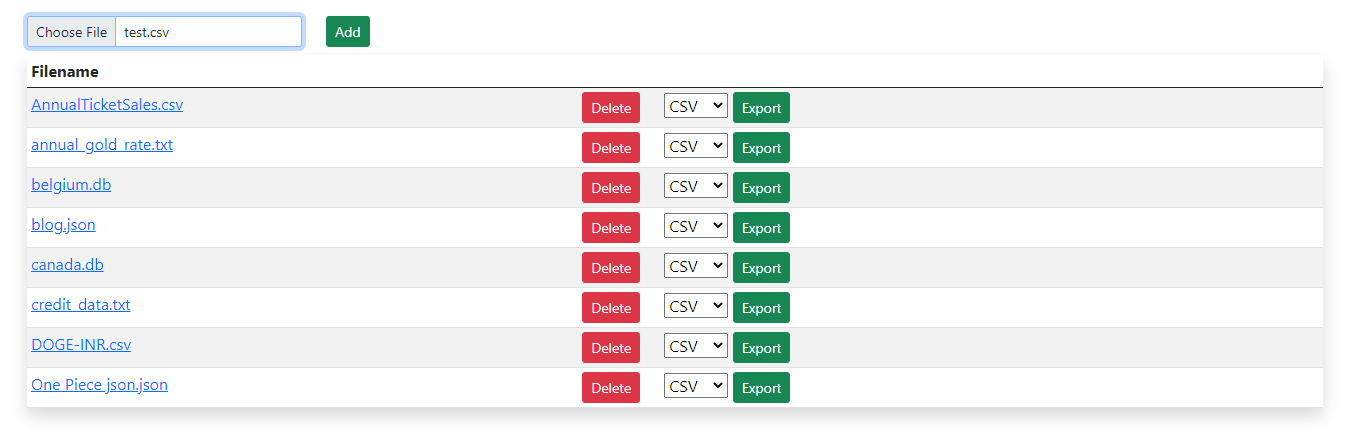 Choose File test.csv Add
Filename
AnnualTicketSales.csv Delete CSV Export
annual_gold_rate.txt Delete CSV Export
belgium.db Delete CSV Export
blog.json Delete CSV Export
canada.db Delete CSV Export
credit_data.txt Delete CSV Export
DOGE-INR.csv Delete CSV Export
One Piece json.json Delete CSV Export